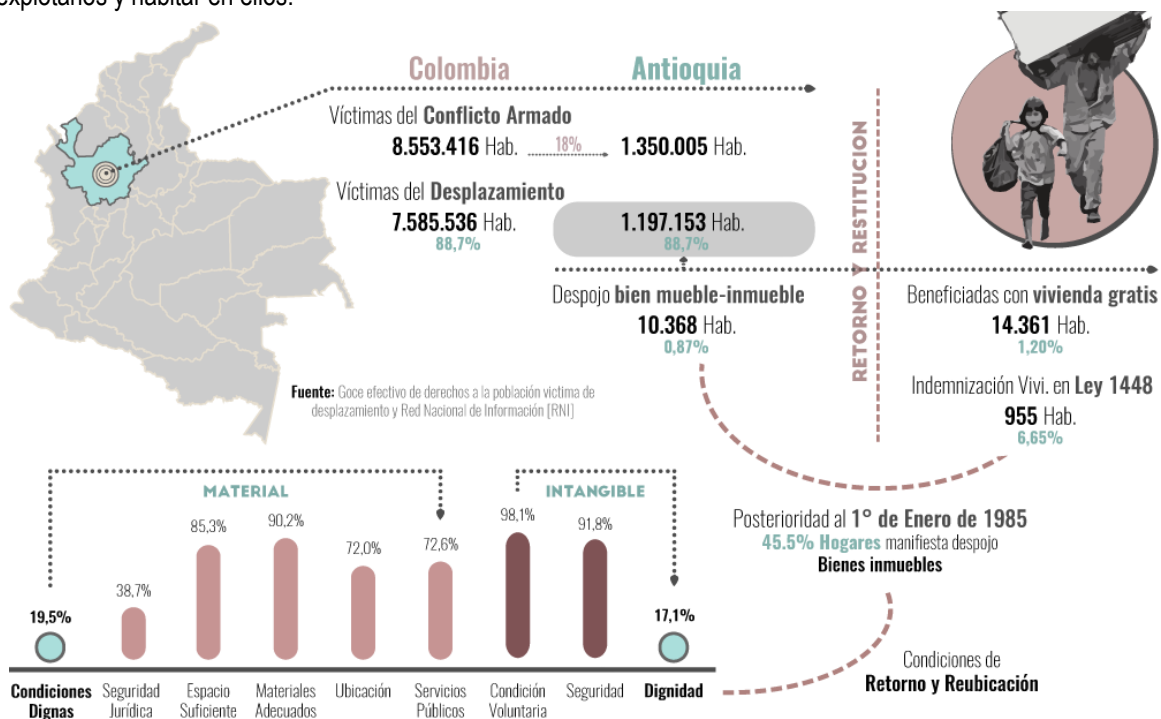 explotarlos y habitar en ellos.
Colombia
Antioquia
Víctimas del Conflicto Armado
8.553.416 Hab. 18% 1.350.005 Hab.
Víctimas del Desplazamiento
7.585.536 Hab. 1.197.153 Hab.
88,7% 88,7%
Despojo bien mueble-inmueble
10.368 Hab.
0,87%
RETORNO Y RESTITUCION
Beneficiadas con vivienda gratis
14.361 Hab.
1,20%
Indemnización Vivi. en Ley 1448
955 Hab.
6,65%
Fuente: Goce efectivo de derechos a la población victima de
desplazamiento y Red Nacional de Información [RNI]
Posterioridad al 1° de Enero de 1985
45.5% Hogares manifiesta despojo
Bienes inmuebles
Condiciones de
Retorno y Reubicación
MATERIAL
INTANGIBLE
19,5%
38,7%
85,3%
90,2%
72,0%
72,6%
98,1%
91,8%
17,1%
Condiciones
Dignas
Seguridad
Jurídica
Espacio
Suficiente
Materiales
Adecuados
Ubicación
Servicios
Públicos
Condición
Voluntaria
Seguridad
Dignidad